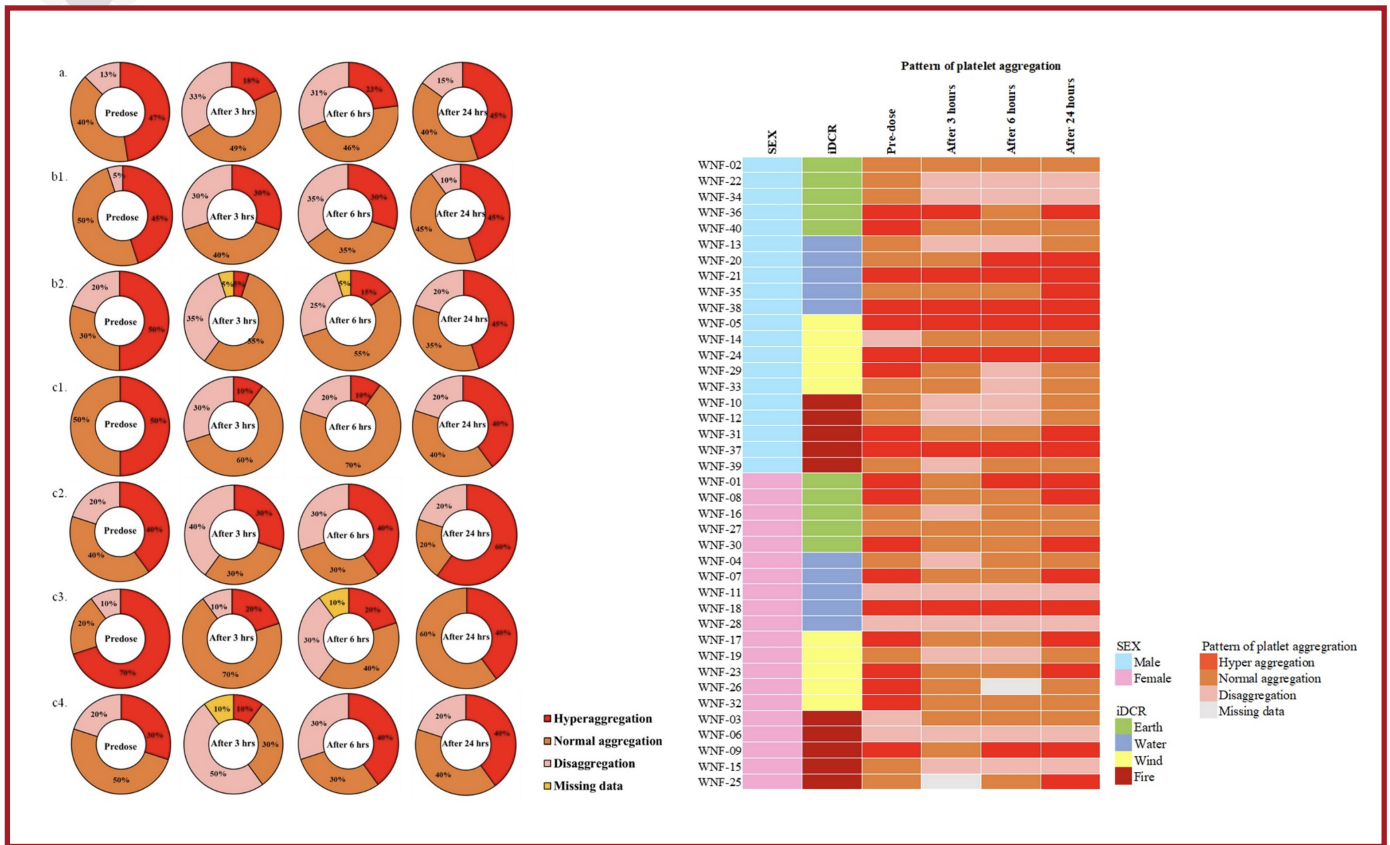 a.
13%
47%
40%
Predose
33%
18%
49%
After 3 hrs
31%
23%
46%
After 6 hrs
15%
45%
40%
After 24 hrs
b1.
5%
45%
50%
Predose
30%
30%
40%
After 3 hrs
35%
30%
35%
After 6 hrs
10%
45%
45%
After 24 hrs
b2.
20%
50%
30%
Predose
5%
5%
35%
55%
After 3 hrs
5%
15%
25%
55%
After 6 hrs
20%
45%
35%
After 24 hrs
c1.
50%
50%
Predose
10%
30%
60%
After 3 hrs
20%
10%
70%
After 6 hrs
20%
40%
40%
After 24 hrs
c2.
20%
40%
40%
Predose
40%
30%
30%
After 3 hrs
30%
40%
30%
After 6 hrs
20%
20%
60%
After 24 hrs
c3.
10%
20%
70%
Predose
10%
20%
70%
After 3 hrs
10%
20%
30%
40%
After 6 hrs
60%
40%
After 24 hrs
c4.
20%
30%
50%
Predose
10%
10%
30%
50%
After 3 hrs
30%
40%
30%
After 6 hrs
20%
40%
40%
After 24 hrs
Hyperaggregation
Normal aggregation
Disaggregation
Missing data
Pattern of platelet aggregation
SEX
iDCR
Pre-dose
After 3 hours
After 6 hours
After 24 hours
WNF-02
WNF-22
WNF-34
WNF-36
WNF-40
WNF-13
WNF-20
WNF-21
WNF-35
WNF-38
WNF-05
WNF-14
WNF-24
WNF-29
WNF-33
WNF-10
WNF-12
WNF-31
WNF-37
WNF-39
WNF-01
WNF-08
WNF-16
WNF-27
WNF-30
WNF-04
WNF-07
WNF-11
WNF-18
WNF-28
WNF-17
WNF-19
WNF-23
WNF-26
WNF-32
WNF-03
WNF-06
WNF-09
WNF-15
WNF-25
SEX
Male
Female
iDCR
Earth
Water
Wind
Fire
Pattern of platlet aggregration
Hyper aggregation
Normal aggregation
Disaggregation
Missing data